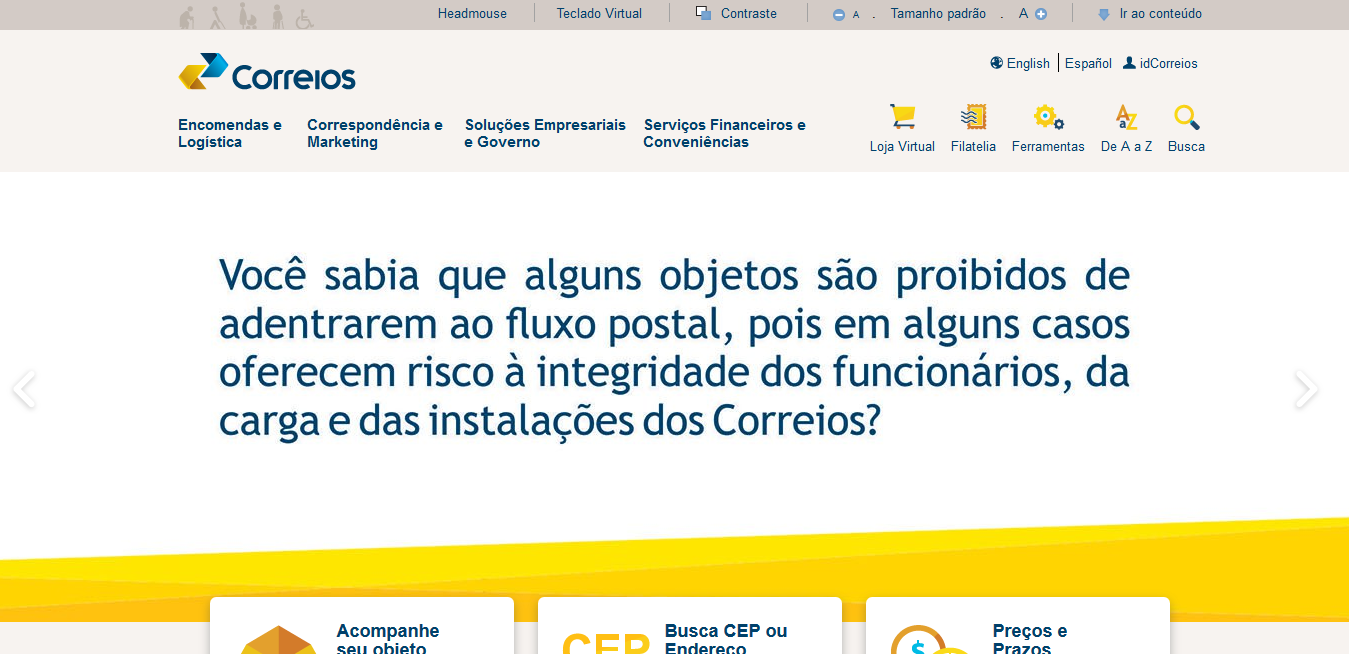 Headmouse
Teclado Virtual
Contraste
A . Tamanho padrão . A
Ir ao conteúdo
Correios
English
Español
idCorreios
Encomendas e
Logística
Correspondência e
Marketing
Soluções Empresariais
e Governo
Serviços Financeiros e
Conveniências
Loja Virtual
Filatelia
Ferramentas
De A a Z
Busca
Você sabia que alguns objetos são proibidos de
adentrarem ao fluxo postal, pois em alguns casos
oferecem risco à integridade dos funcionários, da
carga e das instalações dos Correios?
Acompanhe
seu objeto
CEP
Busca CEP ou
Endereço
$
Preços e
Prazos